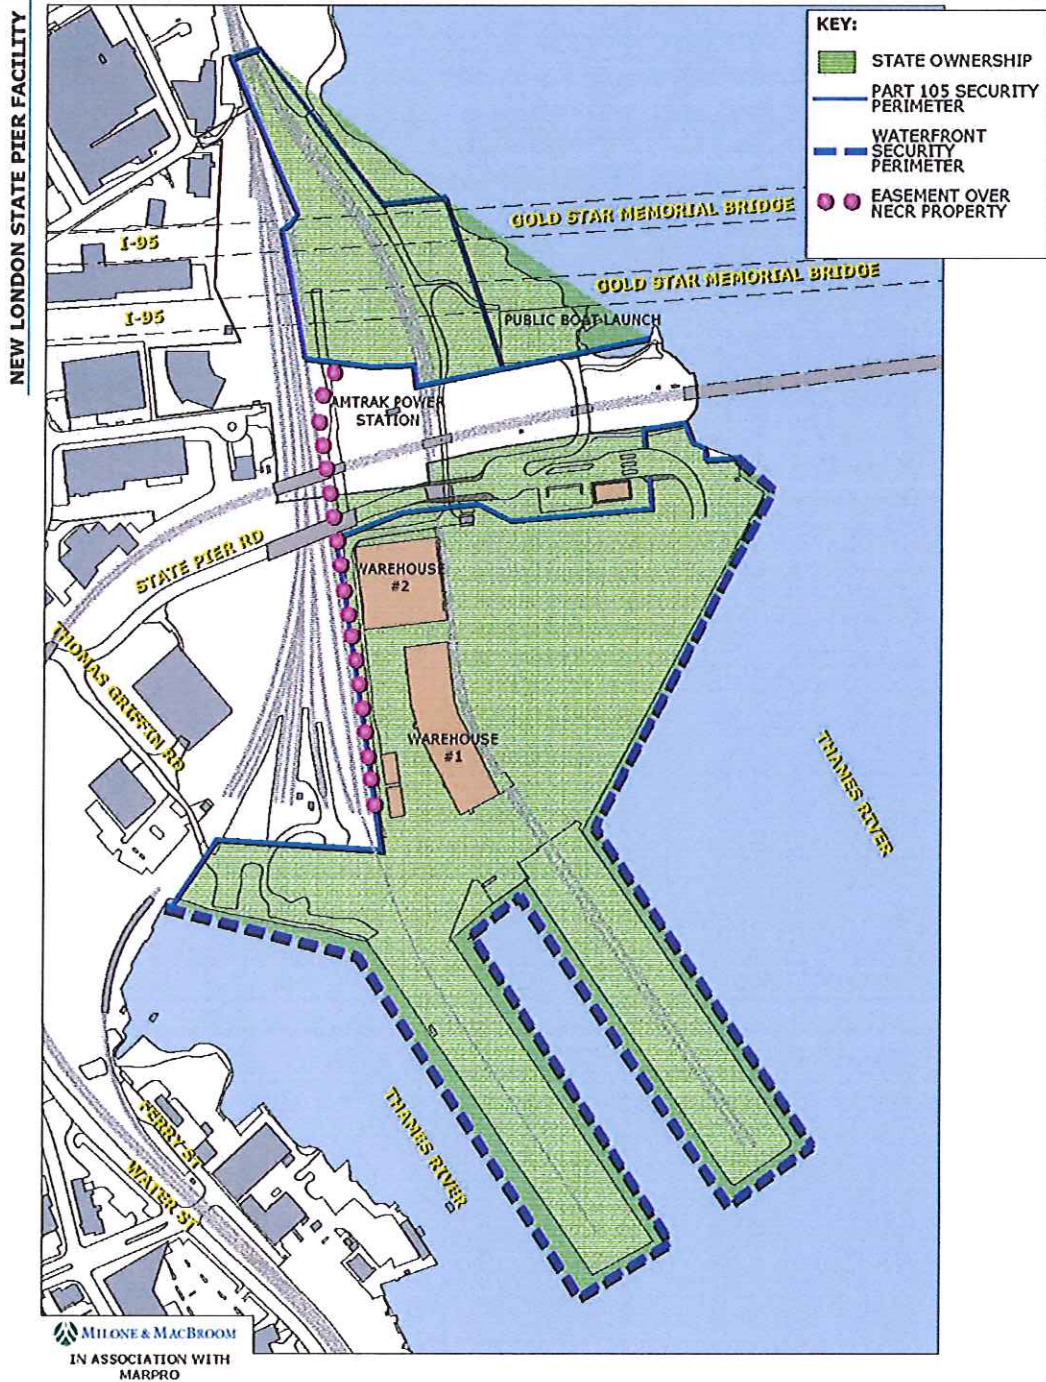 NEW LONDON STATE PIER FACILITY
KEY:
STATE OWNERSHIP
PART 105 SECURITY
PERIMETER
WATERFRONT
SECURITY
PERIMETER
EASEMENT OVER
NECR PROPERTY
GOLD STAR MEMORIAL BRIDGE
I-95
GOLD STAR MEMORIAL BRIDGE
I-95
PUBLIC BOAT LAUNCH
AMTRAK POWER
STATION
STATE PIER RD
WAREHOUSE
#2
THOMAS GRIFFIN RD
WAREHOUSE
#1
THAMES RIVER
THAMES RIVER
FERRY ST
WATER ST
MILONE & MACBROOM
IN ASSOCIATION WITH
MARPRO